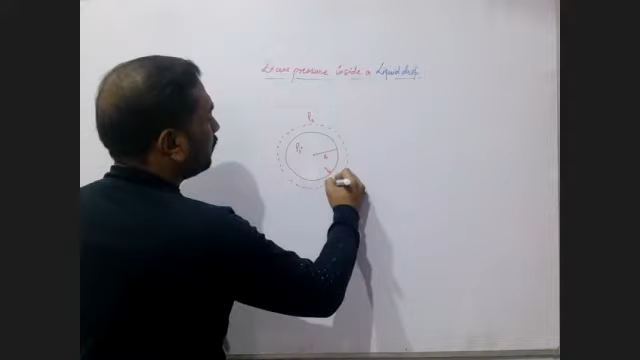 Excess pressure inside a Liquid drop
P₀
Pᵢ